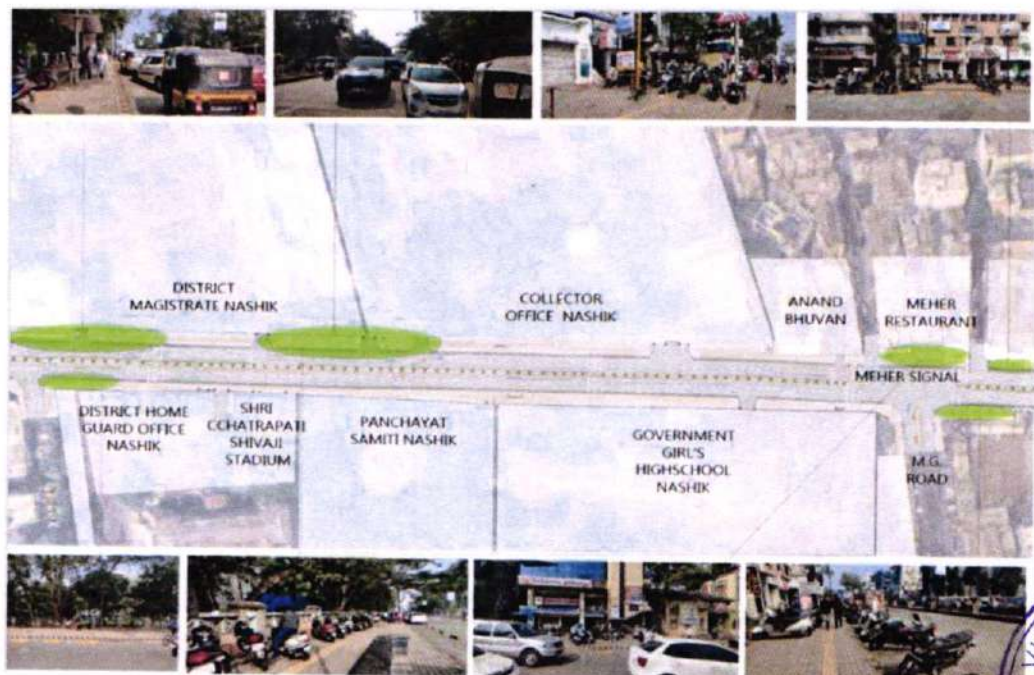 DISTRICT
MAGISTRATE NASHIK
COLLECTOR
OFFICE NASHIK
ANAND
BHUVAN
MEHER
RESTAURANT
MEHER SIGNAL
DISTRICT HOME
GUARD OFFICE
NASHIK
SHRI
CCHATRAPATI
SHIVAJI
STADIUM
PANCHAYAT
SAMITI NASHIK
GOVERNMENT
GIRL'S
HIGHSCHOOL
NASHIK
M.G.
ROAD